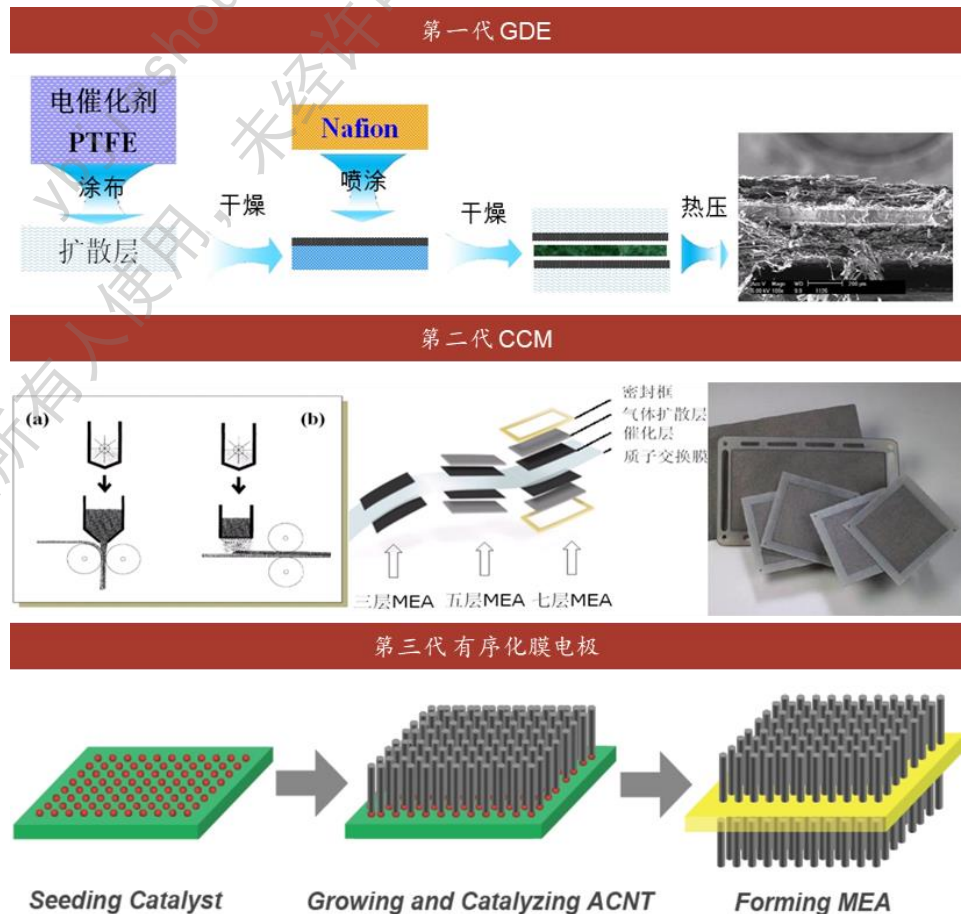 第一代 GDE
电催化剂
PTFE
涂布
扩散层
干燥
Nafion
喷涂
干燥
热压
第二代 CCM
(a)
(b)
密封框
气体扩散层
催化层
质子交换膜
三层MEA
五层MEA
七层MEA
第三代 有序化膜电极
Seeding Catalyst
Growing and Catalyzing ACNT
Forming MEA